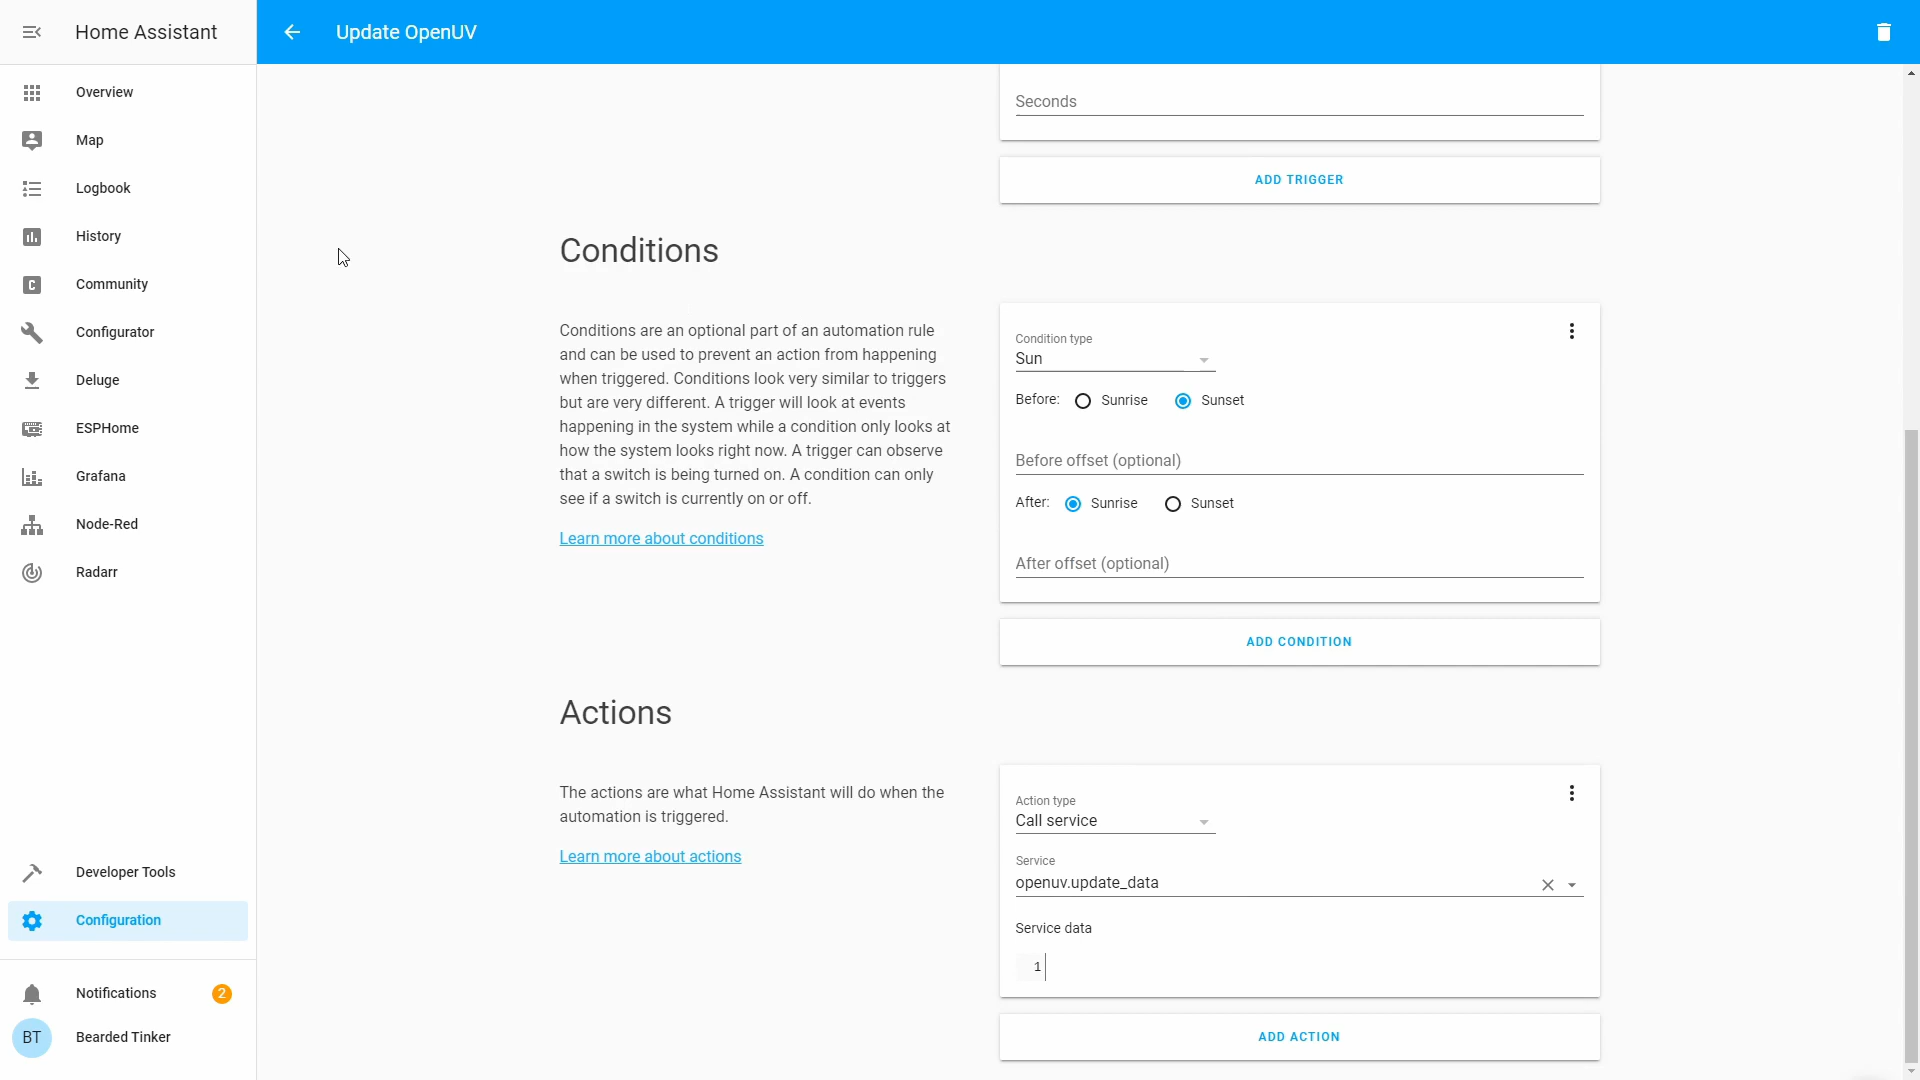 Home Assistant
Update OpenUV
Overview
Map
Logbook
History
Community
Configurator
Deluge
ESPHome
Grafana
Node-Red
Radarr
Developer Tools
Configuration
Notifications
2
BT
Bearded Tinker
Seconds
ADD TRIGGER
Conditions
Conditions are an optional part of an automation rule
and can be used to prevent an action from happening
when triggered. Conditions look very similar to triggers
but are very different. A trigger will look at events
happening in the system while a condition only looks at
how the system looks right now. A trigger can observe
that a switch is being turned on. A condition can only
see if a switch is currently on or off.
Learn more about conditions
Condition type
Sun
Before: Sunrise Sunset
Before offset (optional)
After: Sunrise Sunset
After offset (optional)
ADD CONDITION
Actions
The actions are what Home Assistant will do when the
automation is triggered.
Learn more about actions
Action type
Call service
Service
openuv.update_data
Service data
1
ADD ACTION